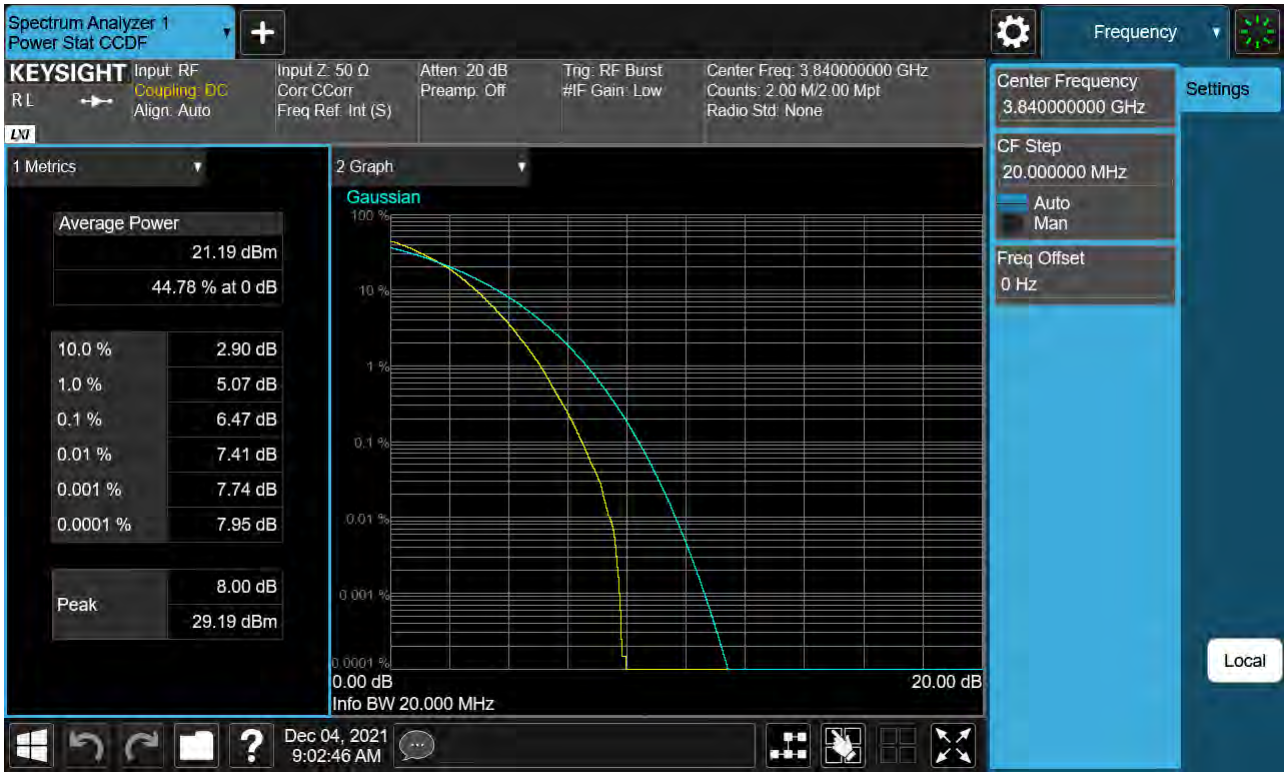 Spectrum Analyzer 1
Power Stat CCDF
Frequency
KEYSIGHT
R L
LXI
Input: RF
Coupling: DC
Align: Auto
Input Z: 50 Ω
Corr CCorr
Freq Ref: Int (S)
Atten: 20 dB
Preamp: Off
Trig: RF Burst
#IF Gain: Low
Center Freq: 3.840000000 GHz
Counts: 2.00 M/2.00 Mpt
Radio Std: None
Center Frequency
3.840000000 GHz
Settings
CF Step
20.000000 MHz
Auto
Man
Freq Offset
0 Hz
1 Metrics
Average Power
21.19 dBm
44.78 % at 0 dB
10.0 % 2.90 dB
1.0 % 5.07 dB
0.1 % 6.47 dB
0.01 % 7.41 dB
0.001 % 7.74 dB
0.0001 % 7.95 dB
Peak
8.00 dB
29.19 dBm
2 Graph
Gaussian
100 %
10 %
1 %
0.1 %
0.01 %
0.001 %
0.0001 %
0.00 dB 20.00 dB
Info BW 20.000 MHz
Local
?
Dec 04, 2021
9:02:46 AM